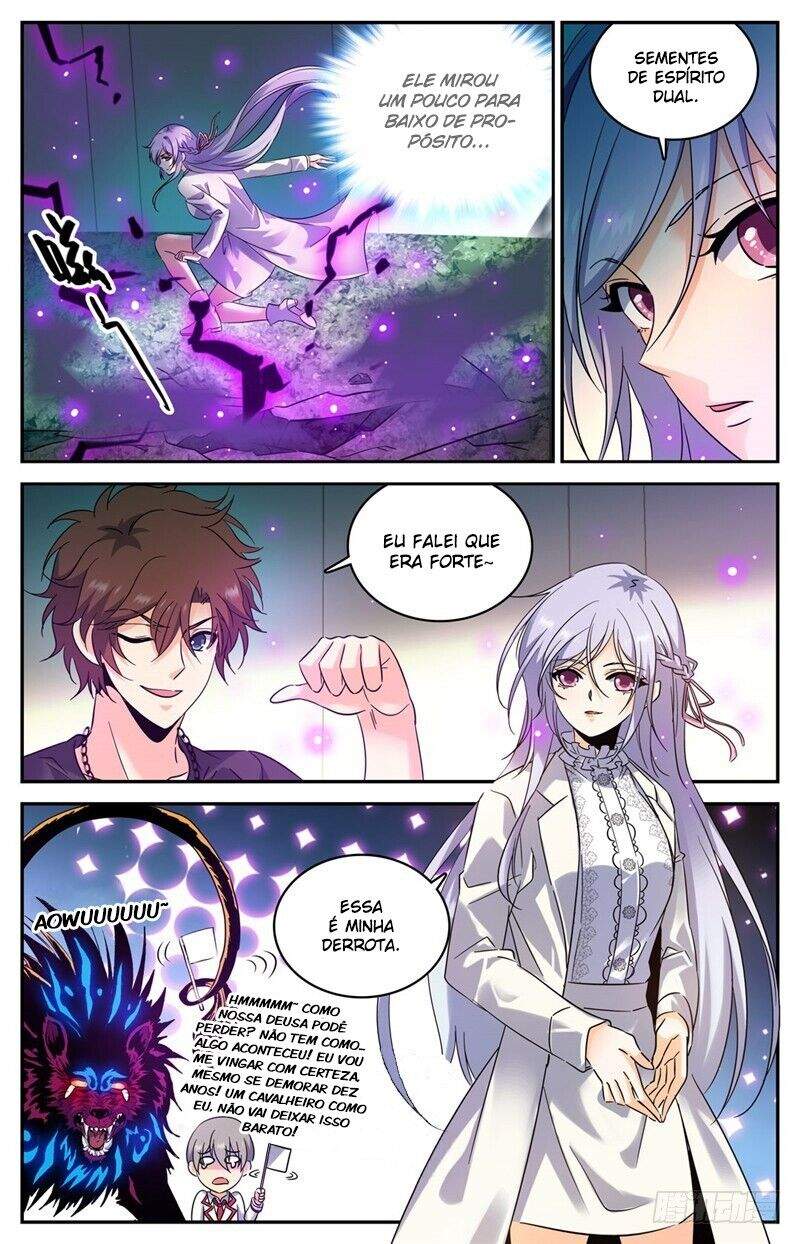 ELE MIROU
UM POUCO PARA
BAIXO DE PRO-
PÓSITO...
SEMENTES
DE ESPÍRITO
DUAL.
EU FALEI QUE
ERA FORTE~
AOWUUUUUU~
ESSA
É MINHA
DERROTA.
HMMMMM~ COMO
NOSSA DEUSA PODE
PERDER? NÃO TEM COMO...
ALGO ACONTECEU! EU VOU
ME VINGAR COM CERTEZA,
MESMO SE DEMORAR DEZ
ANOS! UM CAVALHEIRO COMO
EU, NÃO VAI DEIXAR ISSO
BARATO!